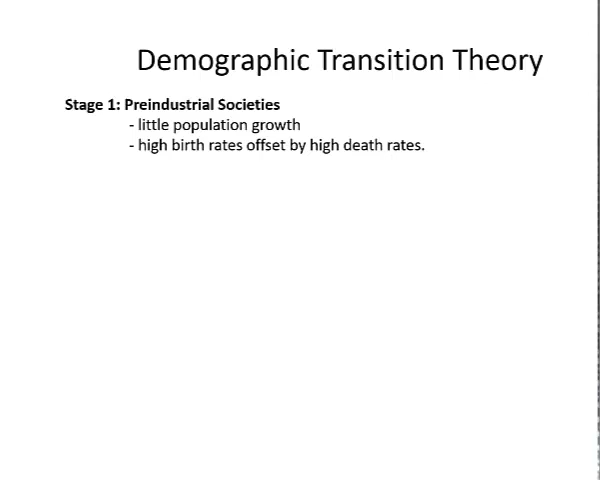 Demographic Transition Theory
Stage 1: Preindustrial Societies
- little population growth
- high birth rates offset by high death rates.